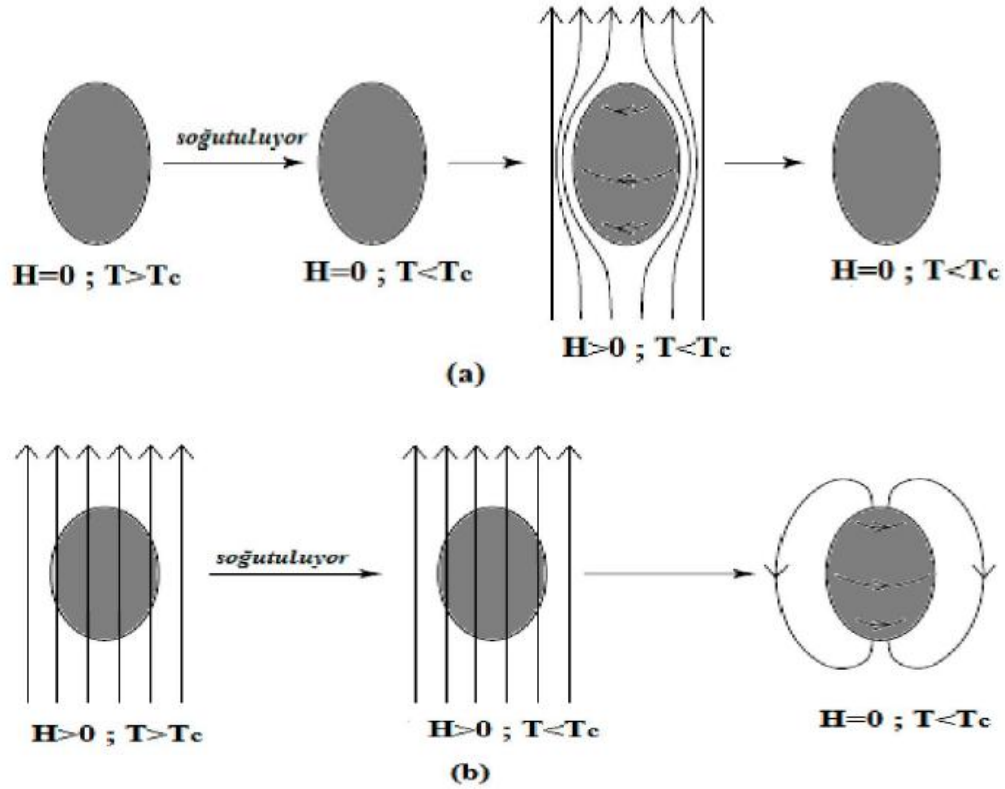 soğutuluyor
H=0 ; T>Tc
H=0 ; T<Tc
H>0 ; T<Tc
H=0 ; T<Tc
(a)
soğutuluyor
H>0 ; T>Tc
H>0 ; T<Tc
H=0 ; T<Tc
(b)